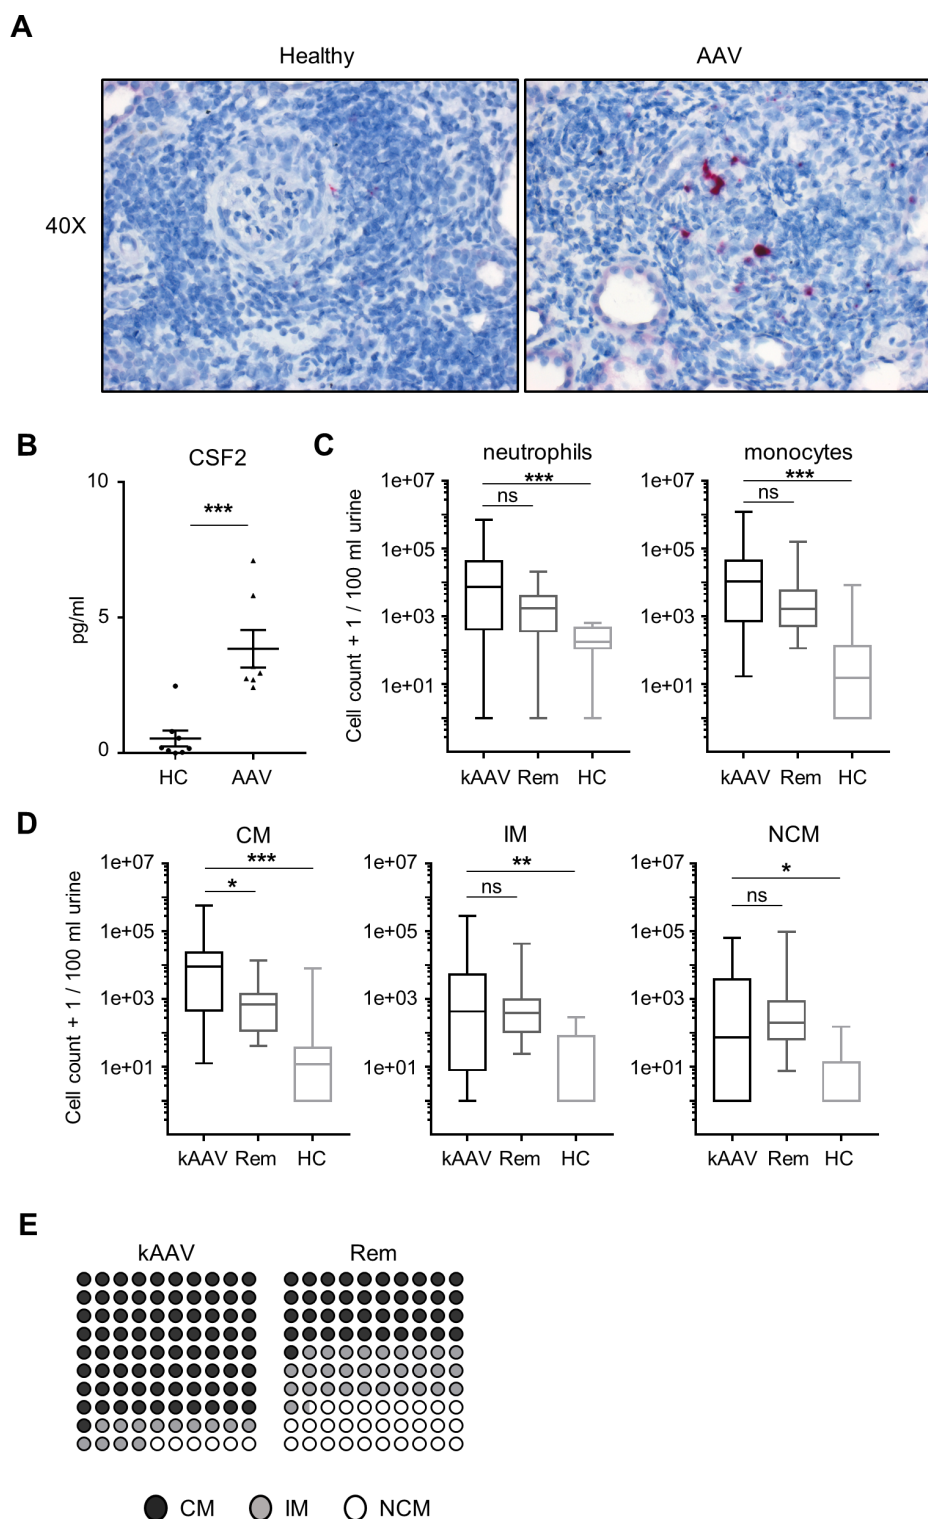 A
Healthy AAV
40X
B
CSF2
10
5
0
pg/ml
***
HC AAV
C
neutrophils monocytes
Cell count + 1 / 100 ml urine
1e+07
1e+05
1e+03
1e+01
***
ns
kAAV Rem HC
1e+07
1e+05
1e+03
1e+01
***
ns
kAAV Rem HC
D
CM IM NCM
Cell count + 1 / 100 ml urine
1e+07
1e+05
1e+03
1e+01
***
*
kAAV Rem HC
1e+07
1e+05
1e+03
1e+01
**
ns
kAAV Rem HC
1e+07
1e+05
1e+03
1e+01
*
ns
kAAV Rem HC
E
kAAV Rem
CM IM NCM